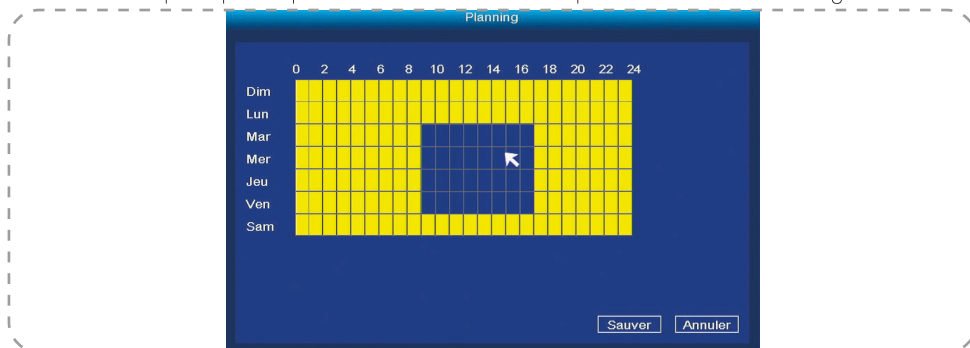 Planning
0 2 4 6 8 10 12 14 16 18 20 22 24
Dim
Lun
Mar
Mer
Jeu
Ven
Sam
Sauver Annuler